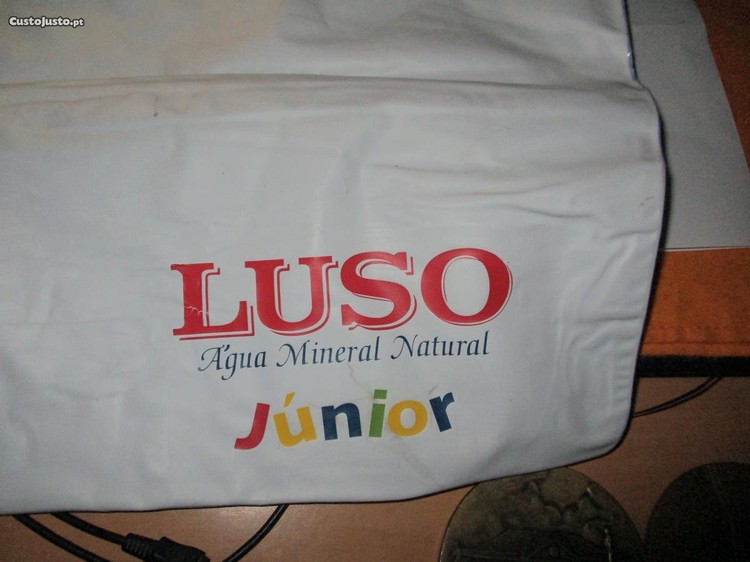 CustoJusto.pt
LUSO
Água Mineral Natural
Júnior